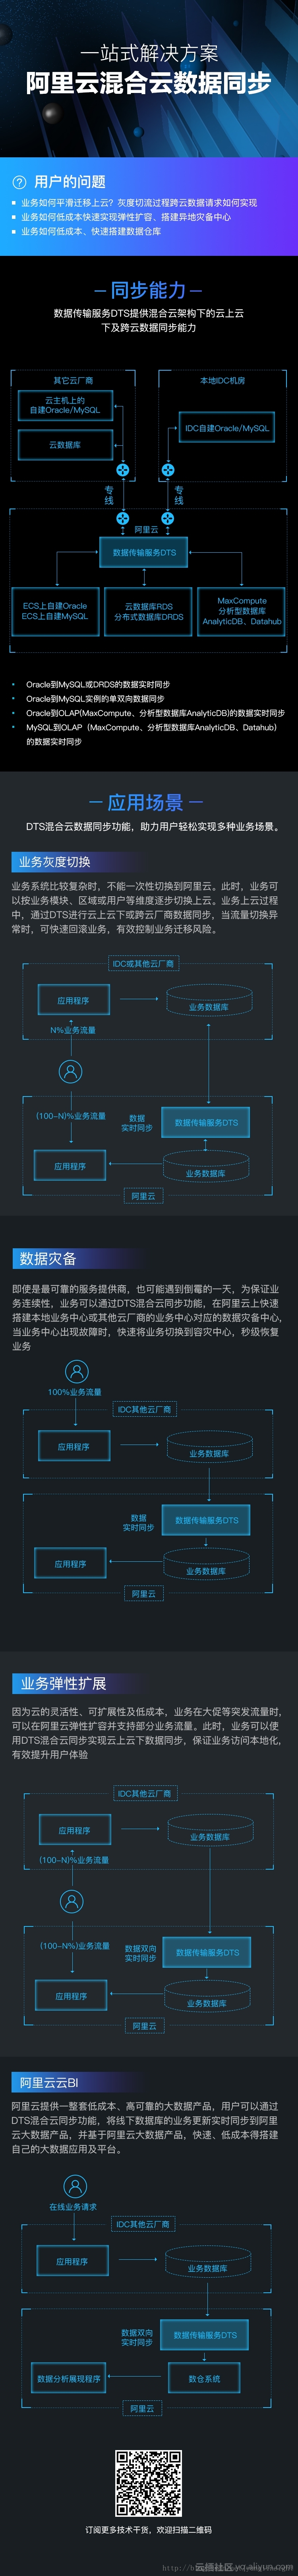 一站式解决方案
阿里云混合云数据同步
用户的问题
业务如何平滑迁移上云？灰度切流过程跨云数据请求如何实现
业务如何低成本快速实现弹性扩容、搭建异地灾备中心
业务如何低成本、快速搭建数据仓库
同步能力
数据传输服务DTS提供混合云架构下的云上云
下及跨云数据同步能力
其它云厂商
本地IDC机房
云主机上的
自建Oracle/MySQL
IDC自建Oracle/MySQL
云数据库
专线
专线
阿里云
数据传输服务DTS
ECS上自建Oracle
ECS上自建MySQL
云数据库RDS
分布式数据库DRDS
MaxCompute
分析型数据库
AnalyticDB、Datahub
Oracle到MySQL或DRDS的数据实时同步
Oracle到MySQL实例的单双向数据同步
Oracle到OLAP(MaxCompute、分析型数据库AnalyticDB)的数据实时同步
MySQL到OLAP（MaxCompute、分析型数据库AnalyticDB、Datahub）
的数据实时同步
应用场景
DTS混合云数据同步功能，助力用户轻松实现多种业务场景。
业务灰度切换
业务系统比较复杂时，不能一次性切换到阿里云。此时，业务可
以按业务模块、区域或用户等维度逐步切换上云。业务上云过程
中，通过DTS进行云上云下或跨云厂商数据同步，当流量切换异
常时，可快速回滚业务，有效控制业务迁移风险。
IDC或其他云厂商
应用程序
业务数据库
N%业务流量
(100-N)%业务流量
数据
实时同步
数据传输服务DTS
应用程序
业务数据库
阿里云
数据灾备
即使是最可靠的服务提供商，也可能遇到倒霉的一天，为保证业
务连续性，业务可以通过DTS混合云同步功能，在阿里云上快速
搭建本地业务中心或其他云厂商的业务中心对应的数据灾备中心，
当业务中心出现故障时，快速将业务切换到容灾中心，秒级恢复
业务
100%业务流量
IDC其他云厂商
应用程序
业务数据库
数据
实时同步
数据传输服务DTS
应用程序
业务数据库
阿里云
业务弹性扩展
因为云的灵活性、可扩展性及低成本，业务在大促等突发流量时，
可以在阿里云弹性扩容并支持部分业务流量。此时，业务可以使
用DTS混合云同步实现云上云下数据同步，保证业务访问本地化，
有效提升用户体验
IDC其他云厂商
应用程序
业务数据库
(100-N)%业务流量
(100-N%)业务流量
数据双向
实时同步
数据传输服务DTS
应用程序
业务数据库
阿里云
阿里云云BI
阿里云提供一整套低成本、高可靠的大数据产品，用户可以通过
DTS混合云同步功能，将线下数据库的业务更新实时同步到阿里
云大数据产品，并基于阿里云大数据产品，快速、低成本得搭建
自己的大数据应用及平台。
在线业务请求
IDC其他云厂商
应用程序
业务数据库
数据双向
实时同步
数据传输服务DTS
数据分析展现程序
数仓系统
阿里云
订阅更多技术干货，欢迎扫描二维码
云栖社区 yq.aliyun.com